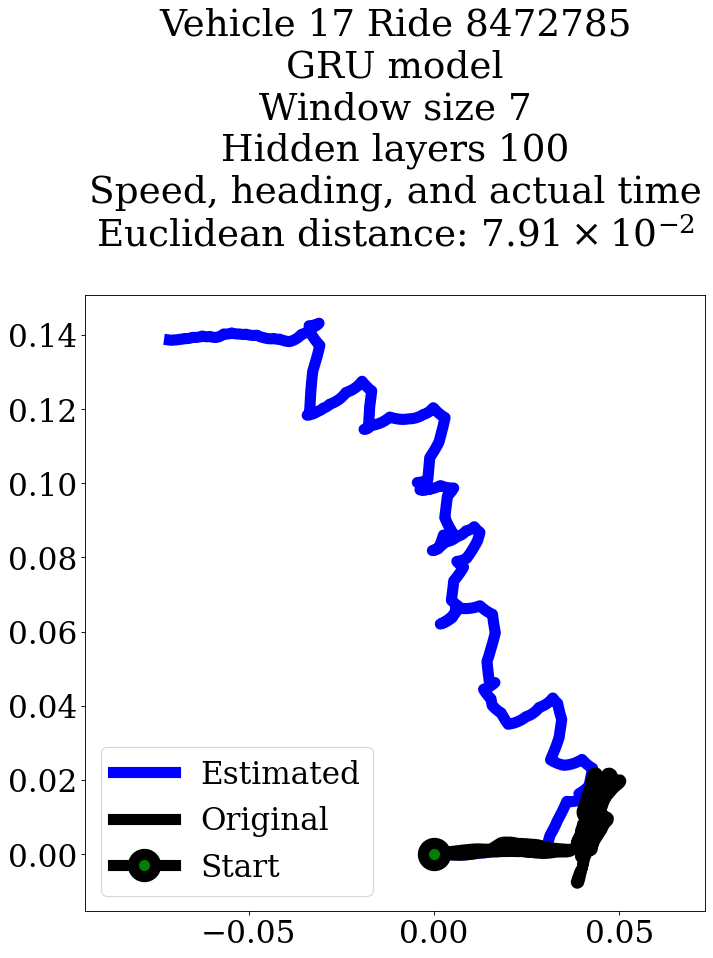 Vehicle 17 Ride 8472785
GRU model
Window size 7
Hidden layers 100
Speed, heading, and actual time
Euclidean distance: 7.91 × 10⁻²
0.14
0.12
0.10
0.08
0.06
0.04
0.02
0.00
Estimated
Original
Start
−0.05
0.00
0.05